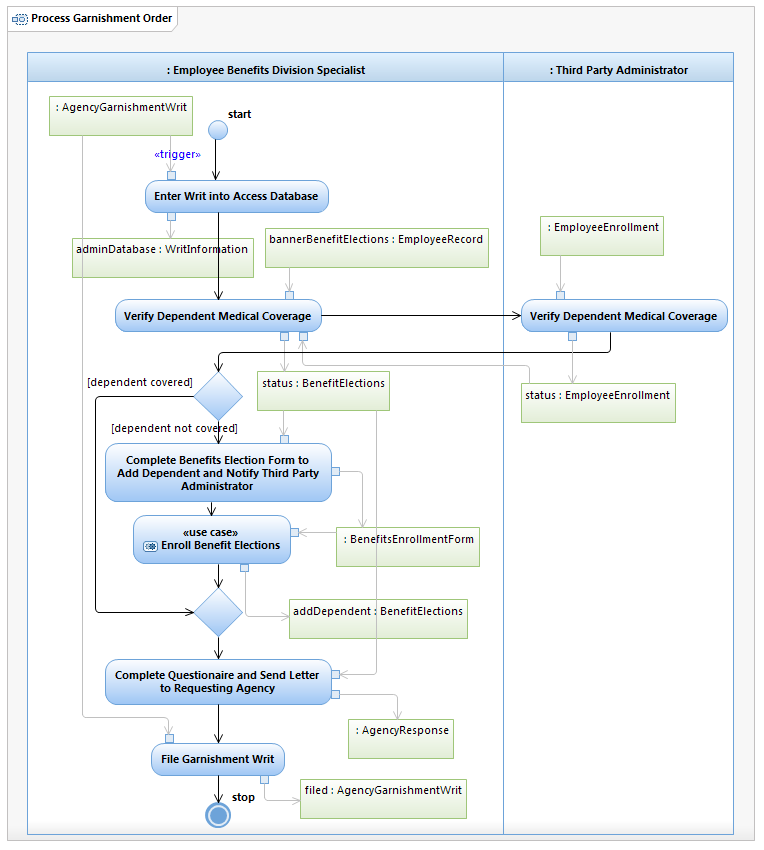 Process Garnishment Order
: Employee Benefits Division Specialist
: Third Party Administrator
: AgencyGarnishmentWrit
start
«trigger»
Enter Writ into Access Database
adminDatabase : WritInformation
bannerBenefitElections : EmployeeRecord
: EmployeeEnrollment
Verify Dependent Medical Coverage
Verify Dependent Medical Coverage
[dependent covered]
status : BenefitElections
status : EmployeeEnrollment
[dependent not covered]
Complete Benefits Election Form to
Add Dependent and Notify Third Party
Administrator
«use case»
Enroll Benefit Elections
: BenefitsEnrollmentForm
addDependent : BenefitElections
Complete Questionaire and Send Letter
to Requesting Agency
: AgencyResponse
File Garnishment Writ
filed : AgencyGarnishmentWrit
stop